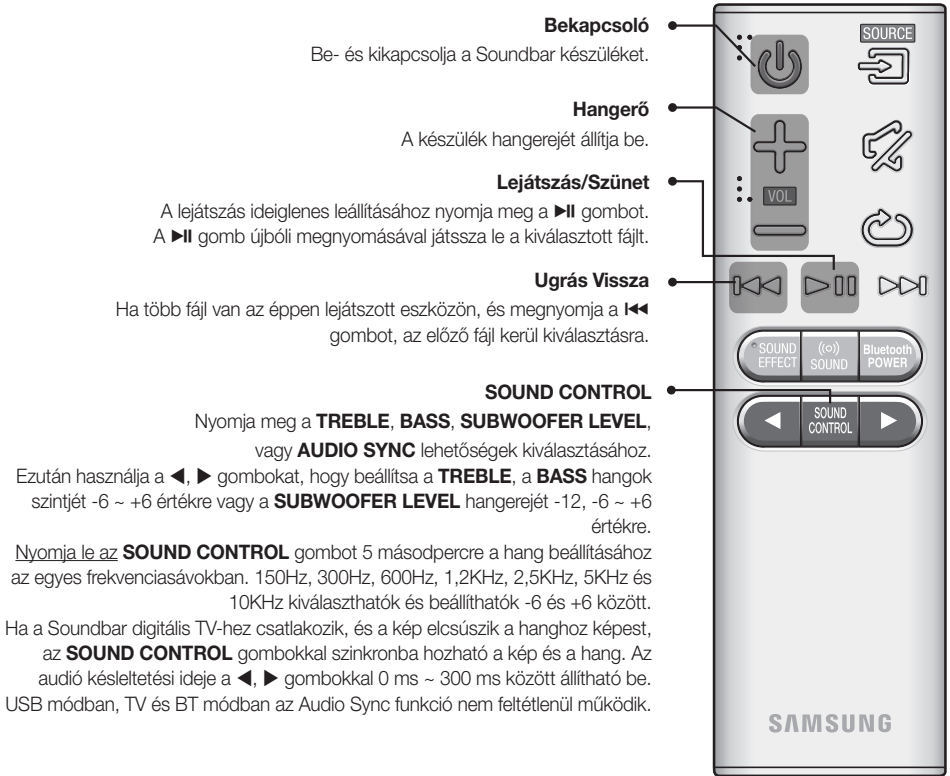 Bekapcsoló
Be- és kikapcsolja a Soundbar készüléket.
Hangerő
A készülék hangerejét állítja be.
Lejátszás/Szünet
A lejátszás ideiglenes leállításához nyomja meg a ►II gombot.
A ►II gomb újbóli megnyomásával játssza le a kiválasztott fájlt.
Ugrás Vissza
Ha több fájl van az éppen lejátszott eszközön, és megnyomja a I◄◄
gombot, az előző fájl kerül kiválasztásra.
SOUND CONTROL
Nyomja meg a TREBLE, BASS, SUBWOOFER LEVEL,
vagy AUDIO SYNC lehetőségek kiválasztásához.
Ezután használja a ◄, ► gombokat, hogy beállítsa a TREBLE, a BASS hangok
szintjét -6 ~ +6 értékre vagy a SUBWOOFER LEVEL hangerejét -12, -6 ~ +6
értékre.
Nyomja le az SOUND CONTROL gombot 5 másodpercre a hang beállításához
az egyes frekvenciasávokban. 150Hz, 300Hz, 600Hz, 1,2KHz, 2,5KHz, 5KHz és
10KHz kiválaszthatók és beállíthatók -6 és +6 között.
Ha a Soundbar digitális TV-hez csatlakozik, és a kép elcsúszik a hanghoz képest,
az SOUND CONTROL gombokkal szinkronba hozható a kép és a hang. Az
audió késleltetési ideje a ◄, ► gombokkal 0 ms ~ 300 ms között állítható be.
USB módban, TV és BT módban az Audio Sync funkció nem feltétlenül működik.
SOURCE
VOL
SOUND
EFFECT
((o))
SOUND
Bluetooth
POWER
SOUND
CONTROL
SAMSUNG